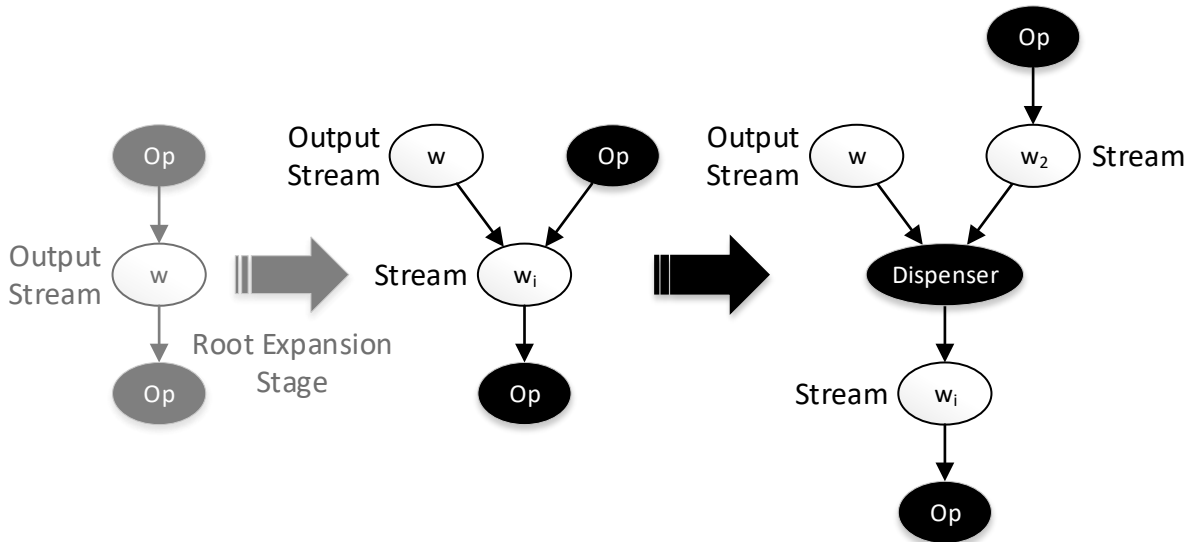 Op
Output
Stream
w
Op
Root Expansion
Stage
Output
Stream
w
Op
Stream
wᵢ
Op
Op
Output
Stream
w
w₂
Stream
Dispenser
Stream
wᵢ
Op